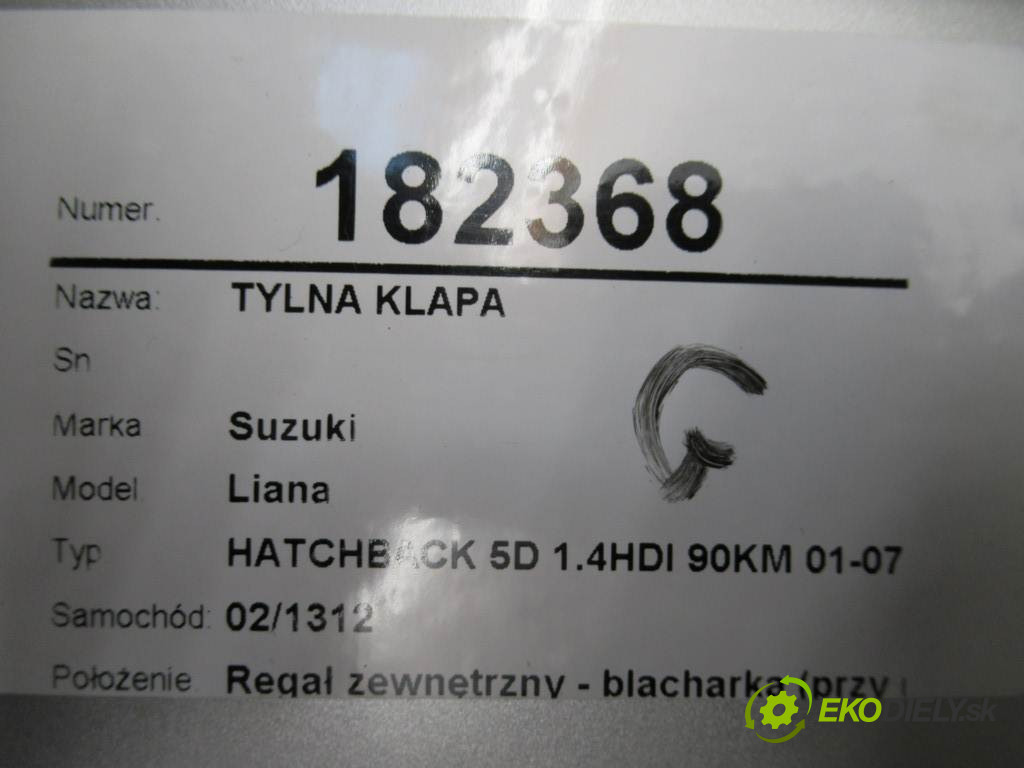 Numer. 182368
Nazwa: TYLNA KLAPA
Sn
Marka Suzuki
Model Liana
Typ HATCHBACK 5D 1.4HDI 90KM 01-07
Samochód: 02/1312
Położenie Regał zewnętrzny - blacharka (przy
G
EKODIELY.sk